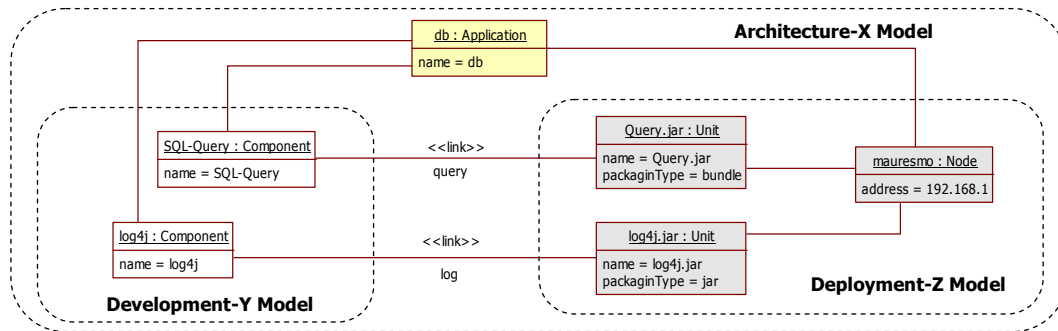 db : Application
name = db
Architecture-X Model
SQL-Query : Component
name = SQL-Query
<<link>>
query
Query.jar : Unit
name = Query.jar
packaginType = bundle
mauresmo : Node
address = 192.168.1
log4j : Component
name = log4j
<<link>>
log
log4j.jar : Unit
name = log4j.jar
packaginType = jar
Development-Y Model
Deployment-Z Model